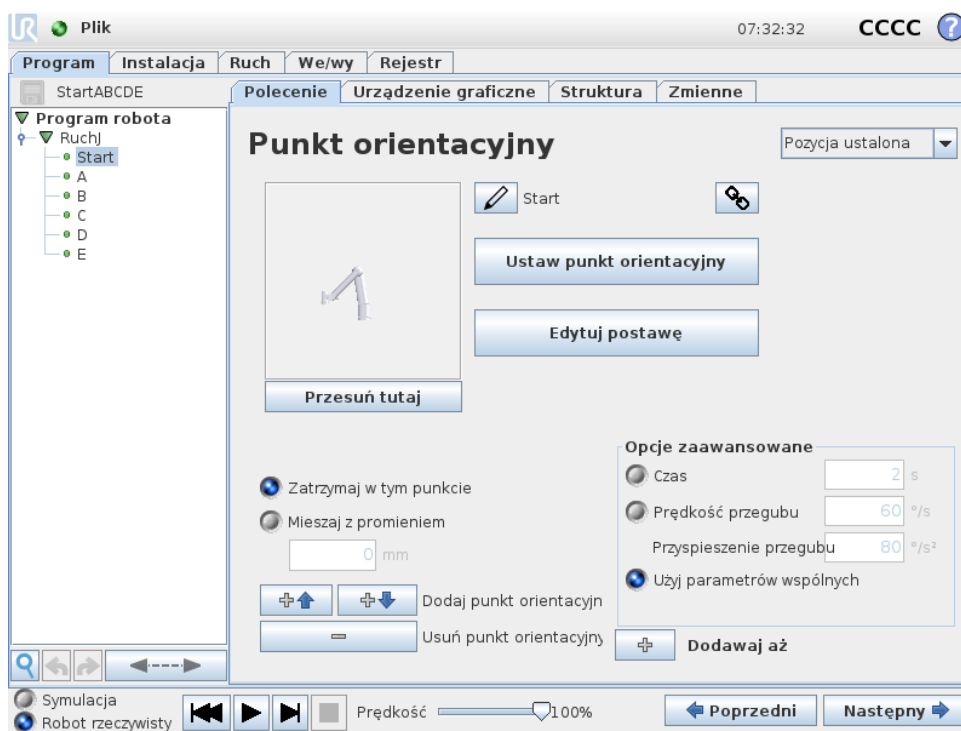 UR Plik 07:32:32 CCCC ?
Program Instalacja Ruch We/wy Rejestr
StartABCDE
Polecenie Urządzenie graficzne Struktura Zmienne
Program robota
RuchJ
Start
A
B
C
D
E
Punkt orientacyjny
Pozycja ustalona
Start
Ustaw punkt orientacyjny
Edytuj postawę
Przesuń tutaj
Zatrzymaj w tym punkcie
Mieszaj z promieniem
0 mm
Dodaj punkt orientacyjn
Usuń punkt orientacyjny
Opcje zaawansowane
Czas 2 s
Prędkość przegubu 60 °/s
Przyspieszenie przegubu 80 °/s²
Użyj parametrów wspólnych
Dodawaj aż
Symulacja
Robot rzeczywisty
Prędkość 100%
Poprzedni
Następny